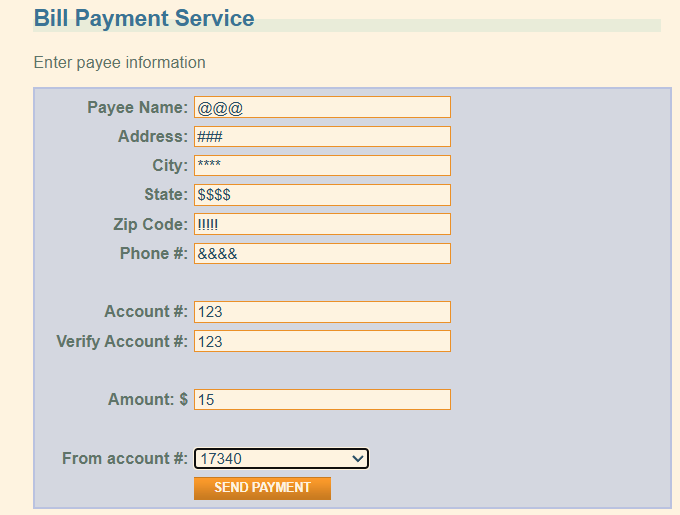 Bill Payment Service
Enter payee information
Payee Name: @@@
Address: ###
City: ****
State: $$$$
Zip Code: !!!!!
Phone #: &&&&
Account #: 123
Verify Account #: 123
Amount: $ 15
From account #: 17340
SEND PAYMENT